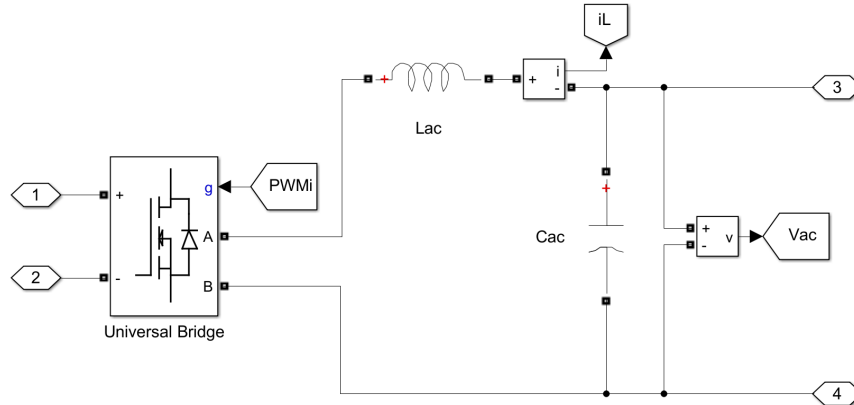 iL
i
+
-
3
Lac
1
+
g
PWMi
A
Cac
+
-
v
Vac
2
-
B
Universal Bridge
4